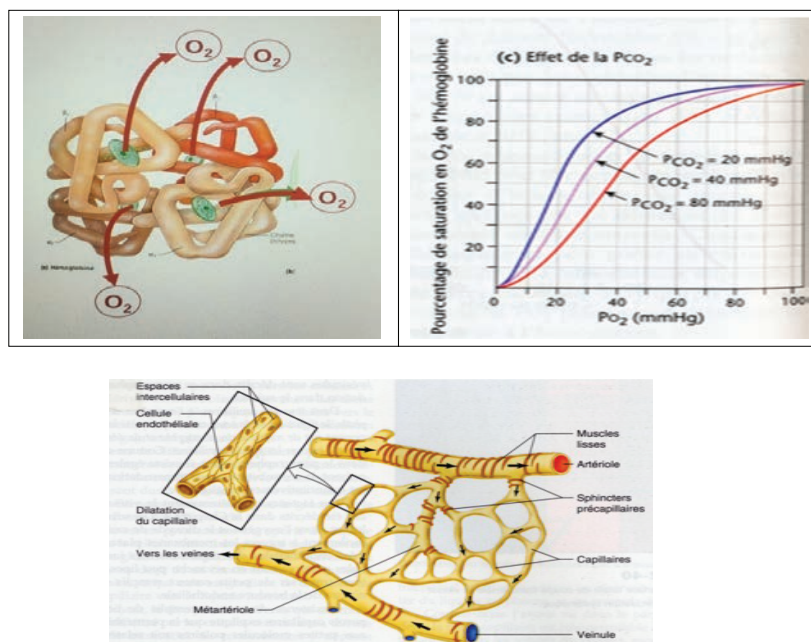 O₂
O₂
O₂
O₂
(a) Hémoglobine
(b)
(c) Effet de la PCO₂
Pourcentage de saturation en O₂ de l'hémoglobine
100
80
60
40
20
PCO₂ = 20 mmHg
PCO₂ = 40 mmHg
PCO₂ = 80 mmHg
0
20
40
60
80
100
PO₂ (mmHg)
Espaces
intercellulaires
Cellule
endothéliale
Dilatation
du capillaire
Vers les veines
Métartériole
Muscles
lisses
Artériole
Sphincters
précapillaires
Capillaires
Veinule